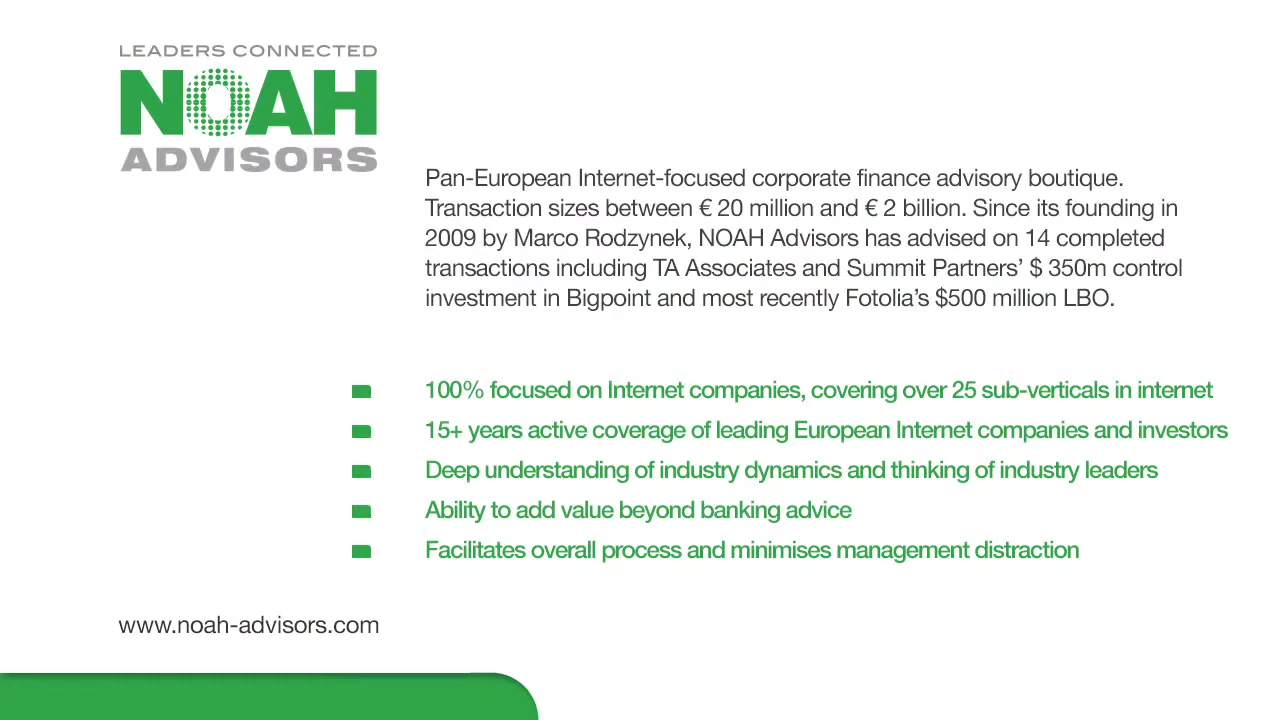 LEADERS CONNECTED
NOAH
ADVISORS
Pan-European Internet-focused corporate finance advisory boutique.
Transaction sizes between € 20 million and € 2 billion. Since its founding in
2009 by Marco Rodzynek, NOAH Advisors has advised on 14 completed
transactions including TA Associates and Summit Partners’ $ 350m control
investment in Bigpoint and most recently Fotolia’s $500 million LBO.
100% focused on Internet companies, covering over 25 sub-verticals in internet
15+ years active coverage of leading European Internet companies and investors
Deep understanding of industry dynamics and thinking of industry leaders
Ability to add value beyond banking advice
Facilitates overall process and minimises management distraction
www.noah-advisors.com